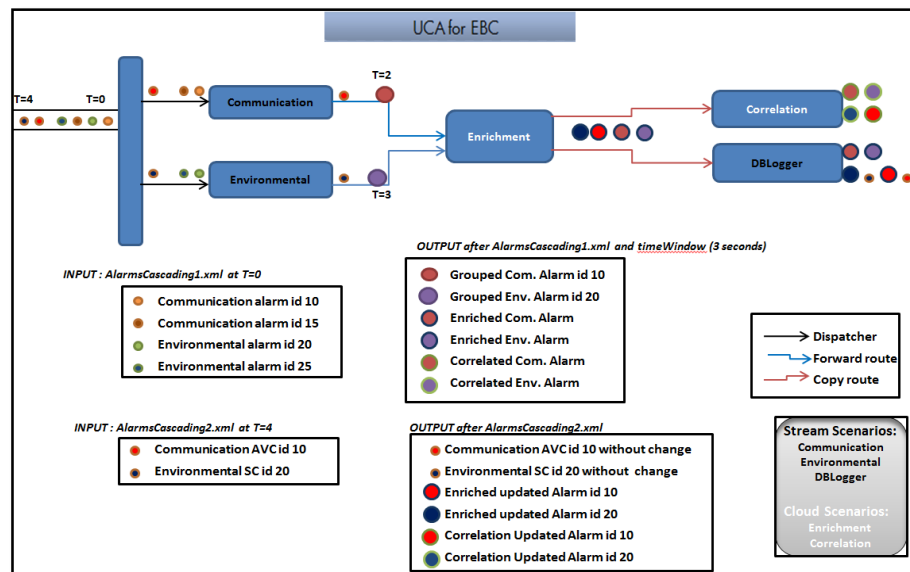 UCA for EBC
T=4
T=0
T=2
T=3
Communication
Environmental
Enrichment
Correlation
DBLogger
INPUT : AlarmsCascading1.xml at T=0
Communication alarm id 10
Communication alarm id 15
Environmental alarm id 20
Environmental alarm id 25
OUTPUT after AlarmsCascading1.xml and timeWindow (3 seconds)
Grouped Com. Alarm id 10
Grouped Env. Alarm id 20
Enriched Com. Alarm
Enriched Env. Alarm
Correlated Com. Alarm
Correlated Env. Alarm
Dispatcher
Forward route
Copy route
INPUT : AlarmsCascading2.xml at T=4
Communication AVC id 10
Environmental SC id 20
OUTPUT after AlarmsCascading2.xml
Communication AVC id 10 without change
Environmental SC id 20 without change
Enriched updated Alarm id 10
Enriched updated Alarm id 20
Correlation Updated Alarm id 10
Correlation Updated Alarm id 20
Stream Scenarios:
Communication
Environmental
DBLogger
Cloud Scenarios:
Enrichment
Correlation